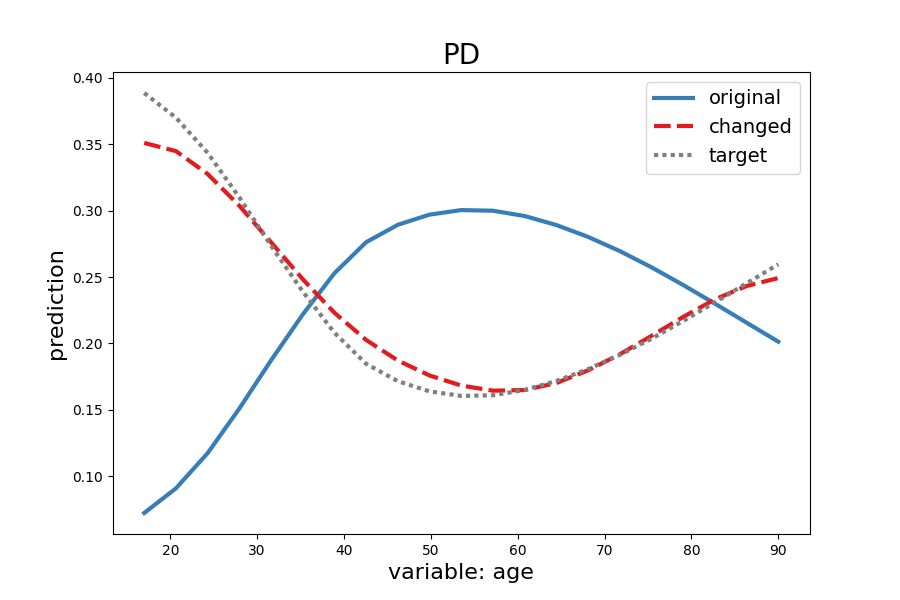 PD
original
changed
target
prediction
0.40
0.35
0.30
0.25
0.20
0.15
0.10
20 30 40 50 60 70 80 90
variable: age